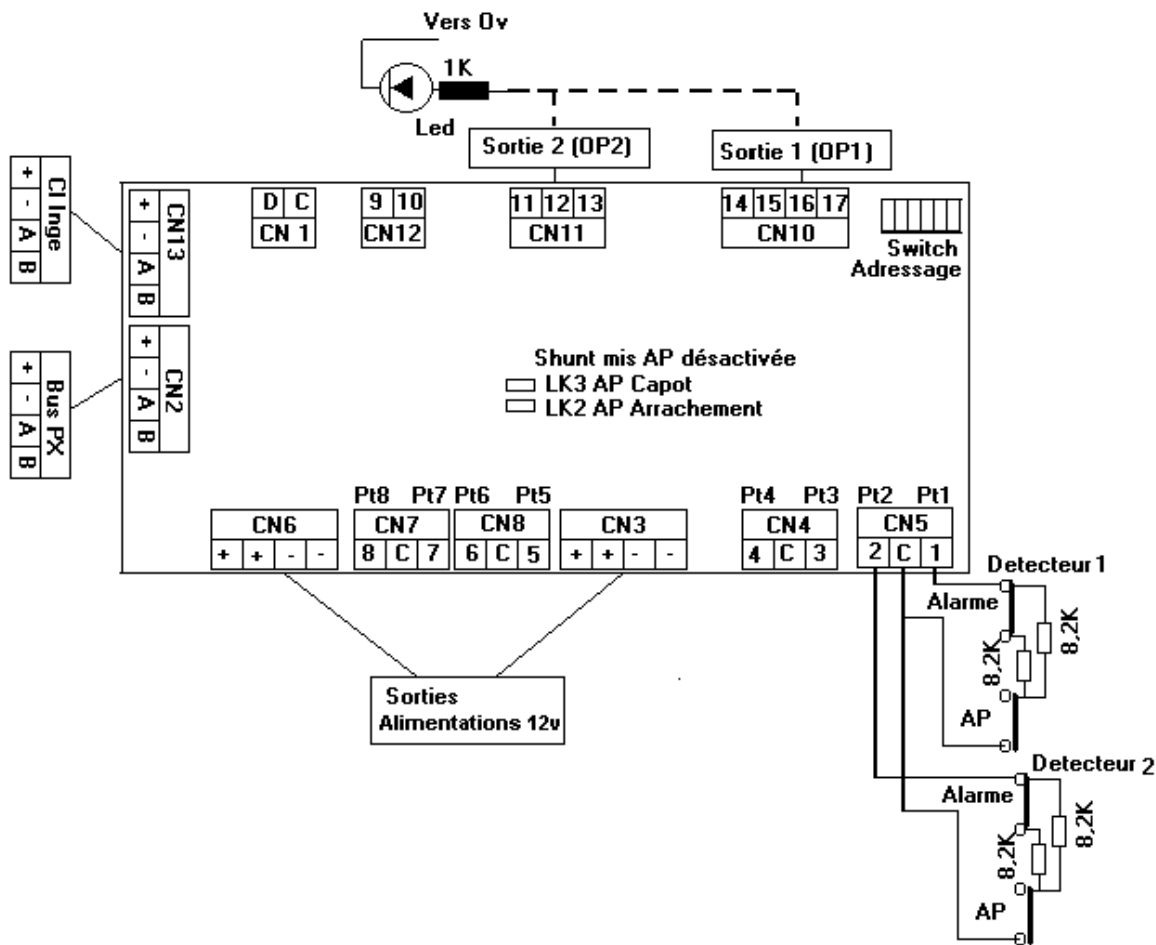 Vers 0v
1K
Led
Sortie 2 (OP2)
Sortie 1 (OP1)
+ - A B
CI Inge
+ - A B
CN13
D C
CN 1
9 10
CN12
11 12 13
CN11
14 15 16 17
CN10
Switch
Adressage
+ - A B
Bus PX
+ - A B
CN2
Shunt mis AP désactivée
LK3 AP Capot
LK2 AP Arrachement
Pt8 Pt7 Pt6 Pt5
Pt4 Pt3 Pt2 Pt1
CN6
+ + - -
CN7
8 C 7
CN8
6 C 5
CN3
+ + - -
CN4
4 C 3
CN5
2 C 1
Detecteur 1
Alarme
8,2K
8,2K
AP
Sorties
Alimentations 12v
Detecteur 2
Alarme
8,2K
8,2K
AP